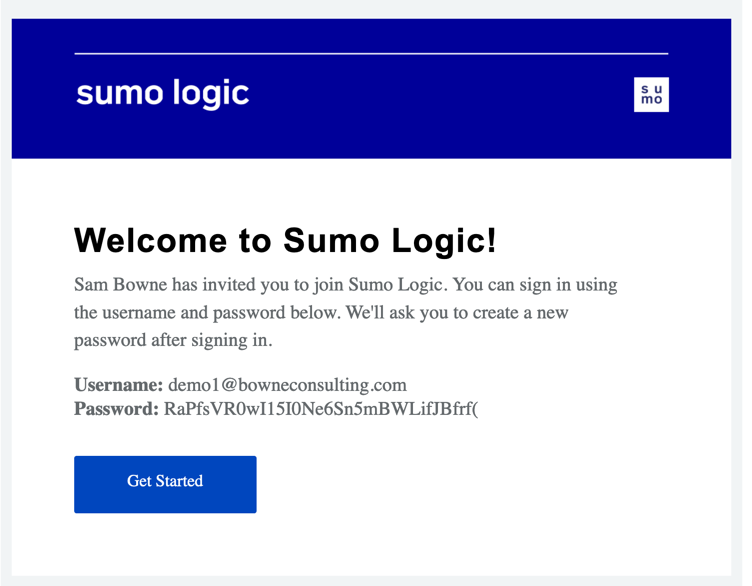 sumo logic
su
mo
Welcome to Sumo Logic!
Sam Bowne has invited you to join Sumo Logic. You can sign in using
the username and password below. We'll ask you to create a new
password after signing in.
Username: demo1@bowneconsulting.com
Password: RaPfsVR0wI15I0Ne6Sn5mBWLifJBfrf(
Get Started